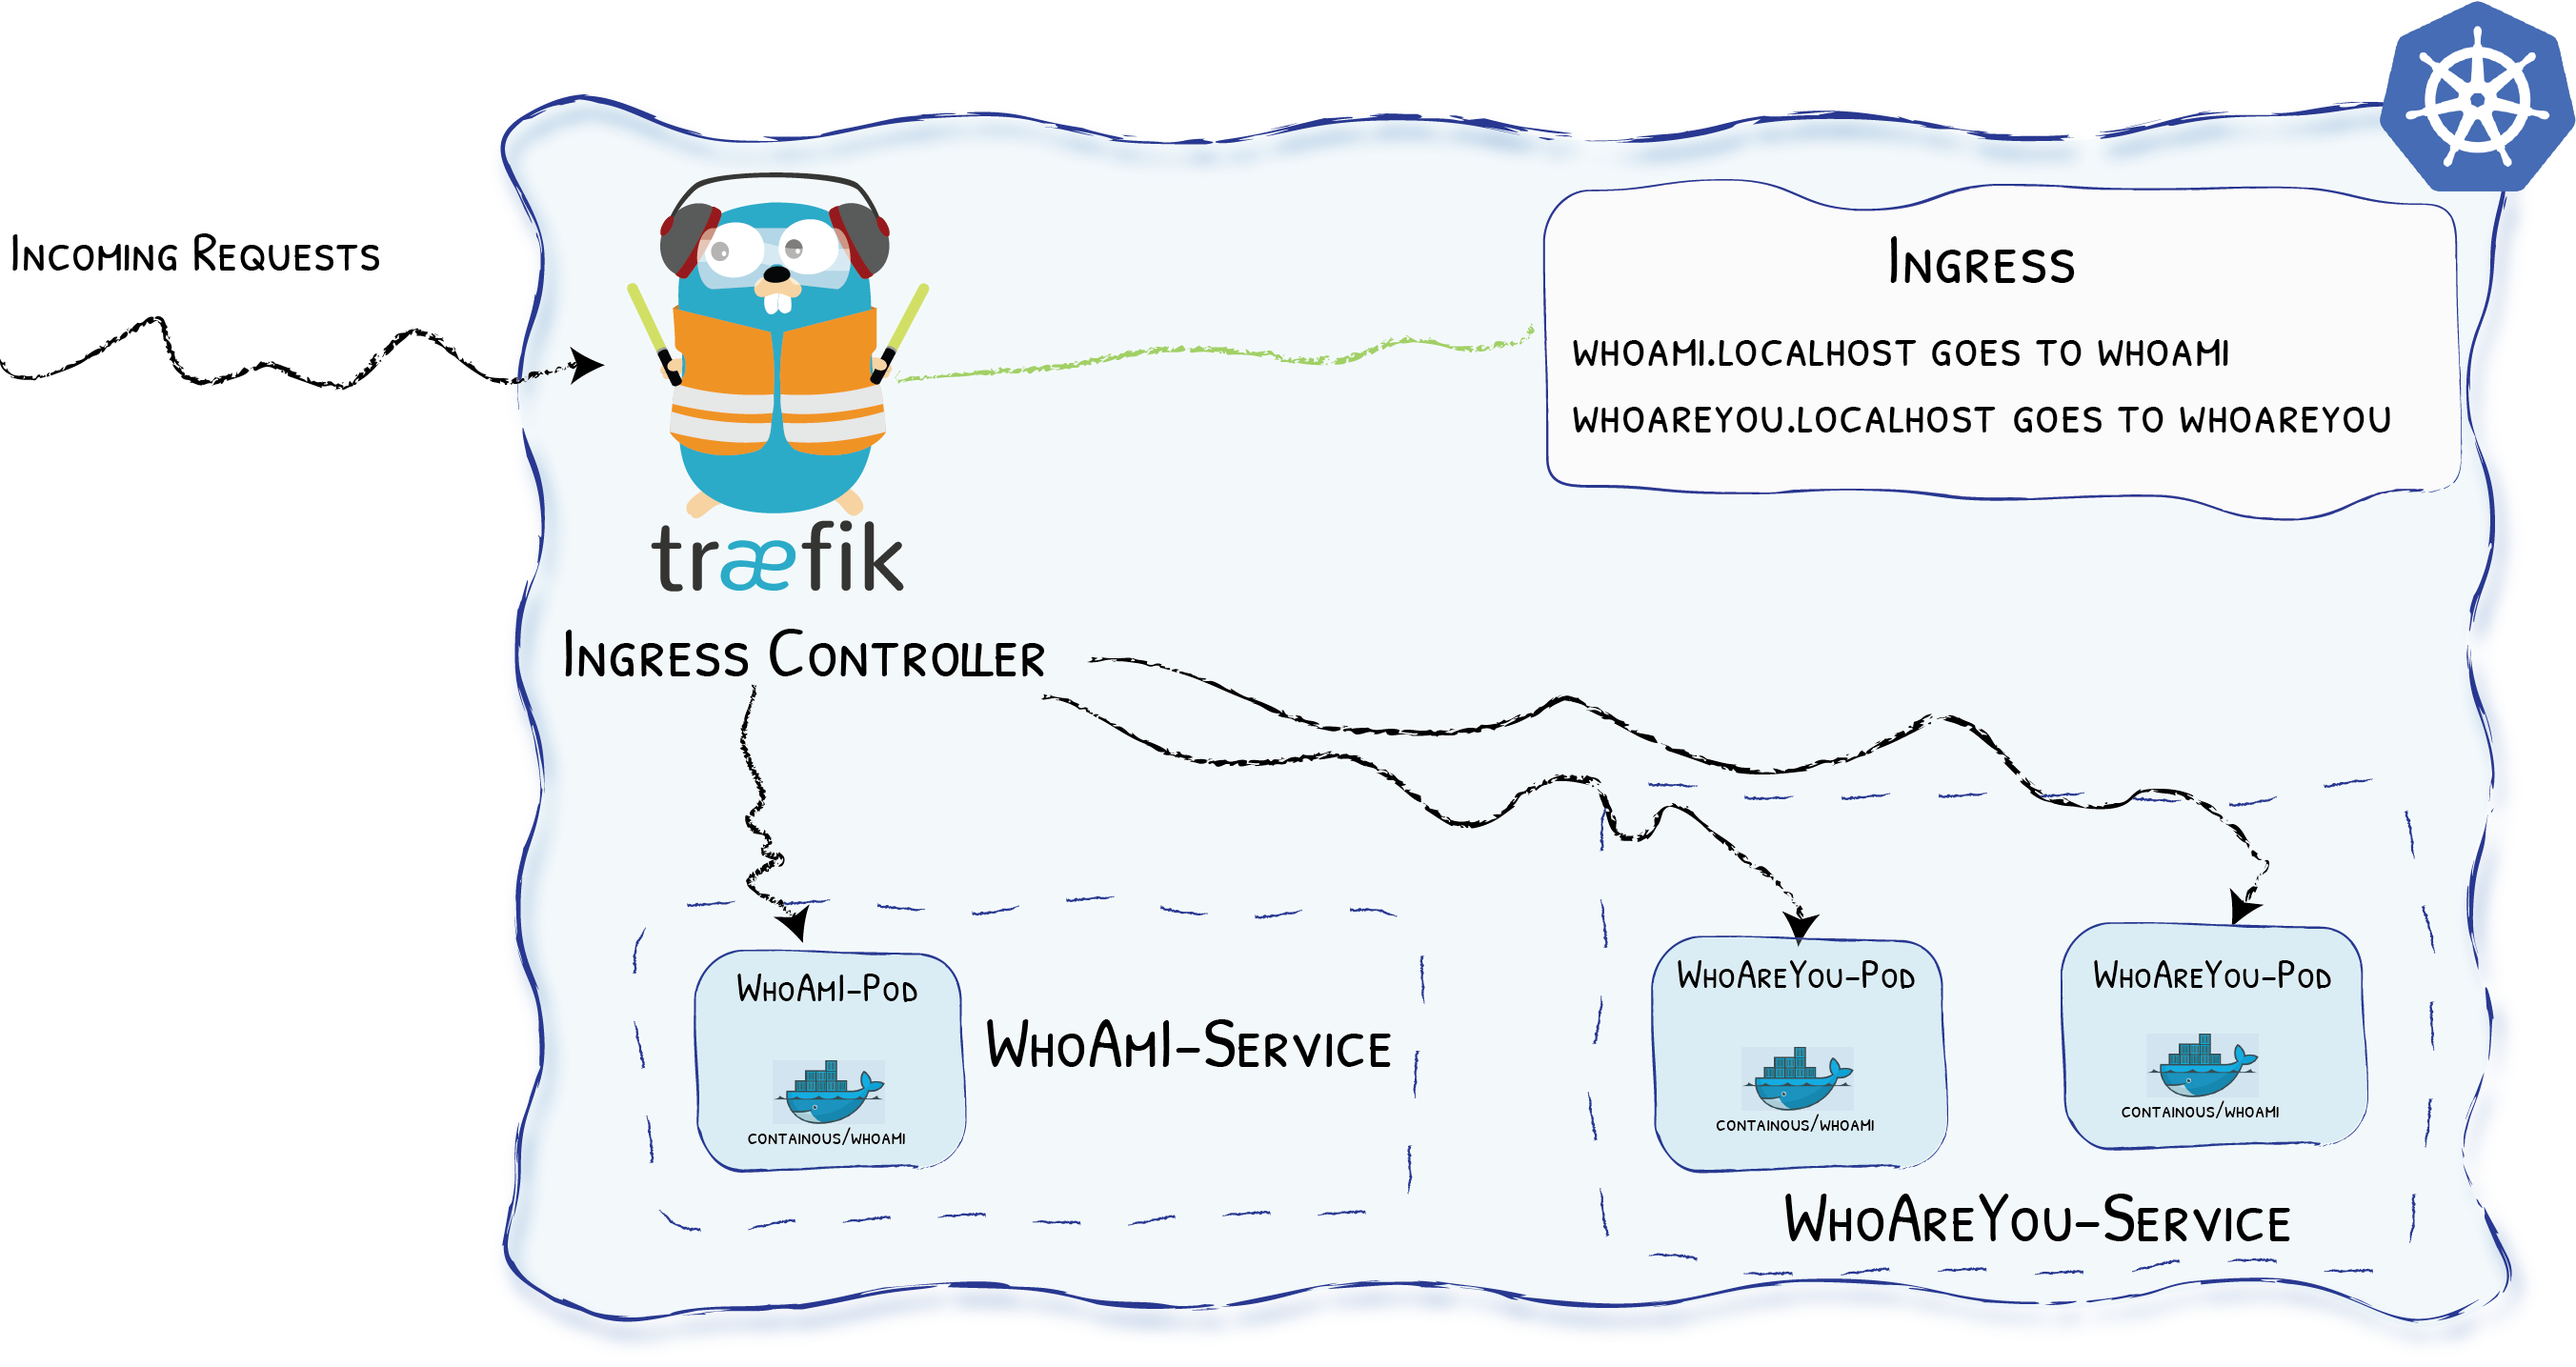 Incoming Requests
Ingress
whoami.localhost goes to whoami
whoareyou.localhost goes to whoareyou
træfik
Ingress Controller
WhoAmI-Pod
containous/whoami
WhoAmI-Service
WhoAreYou-Pod
containous/whoami
WhoAreYou-Pod
containous/whoami
WhoAreYou-Service